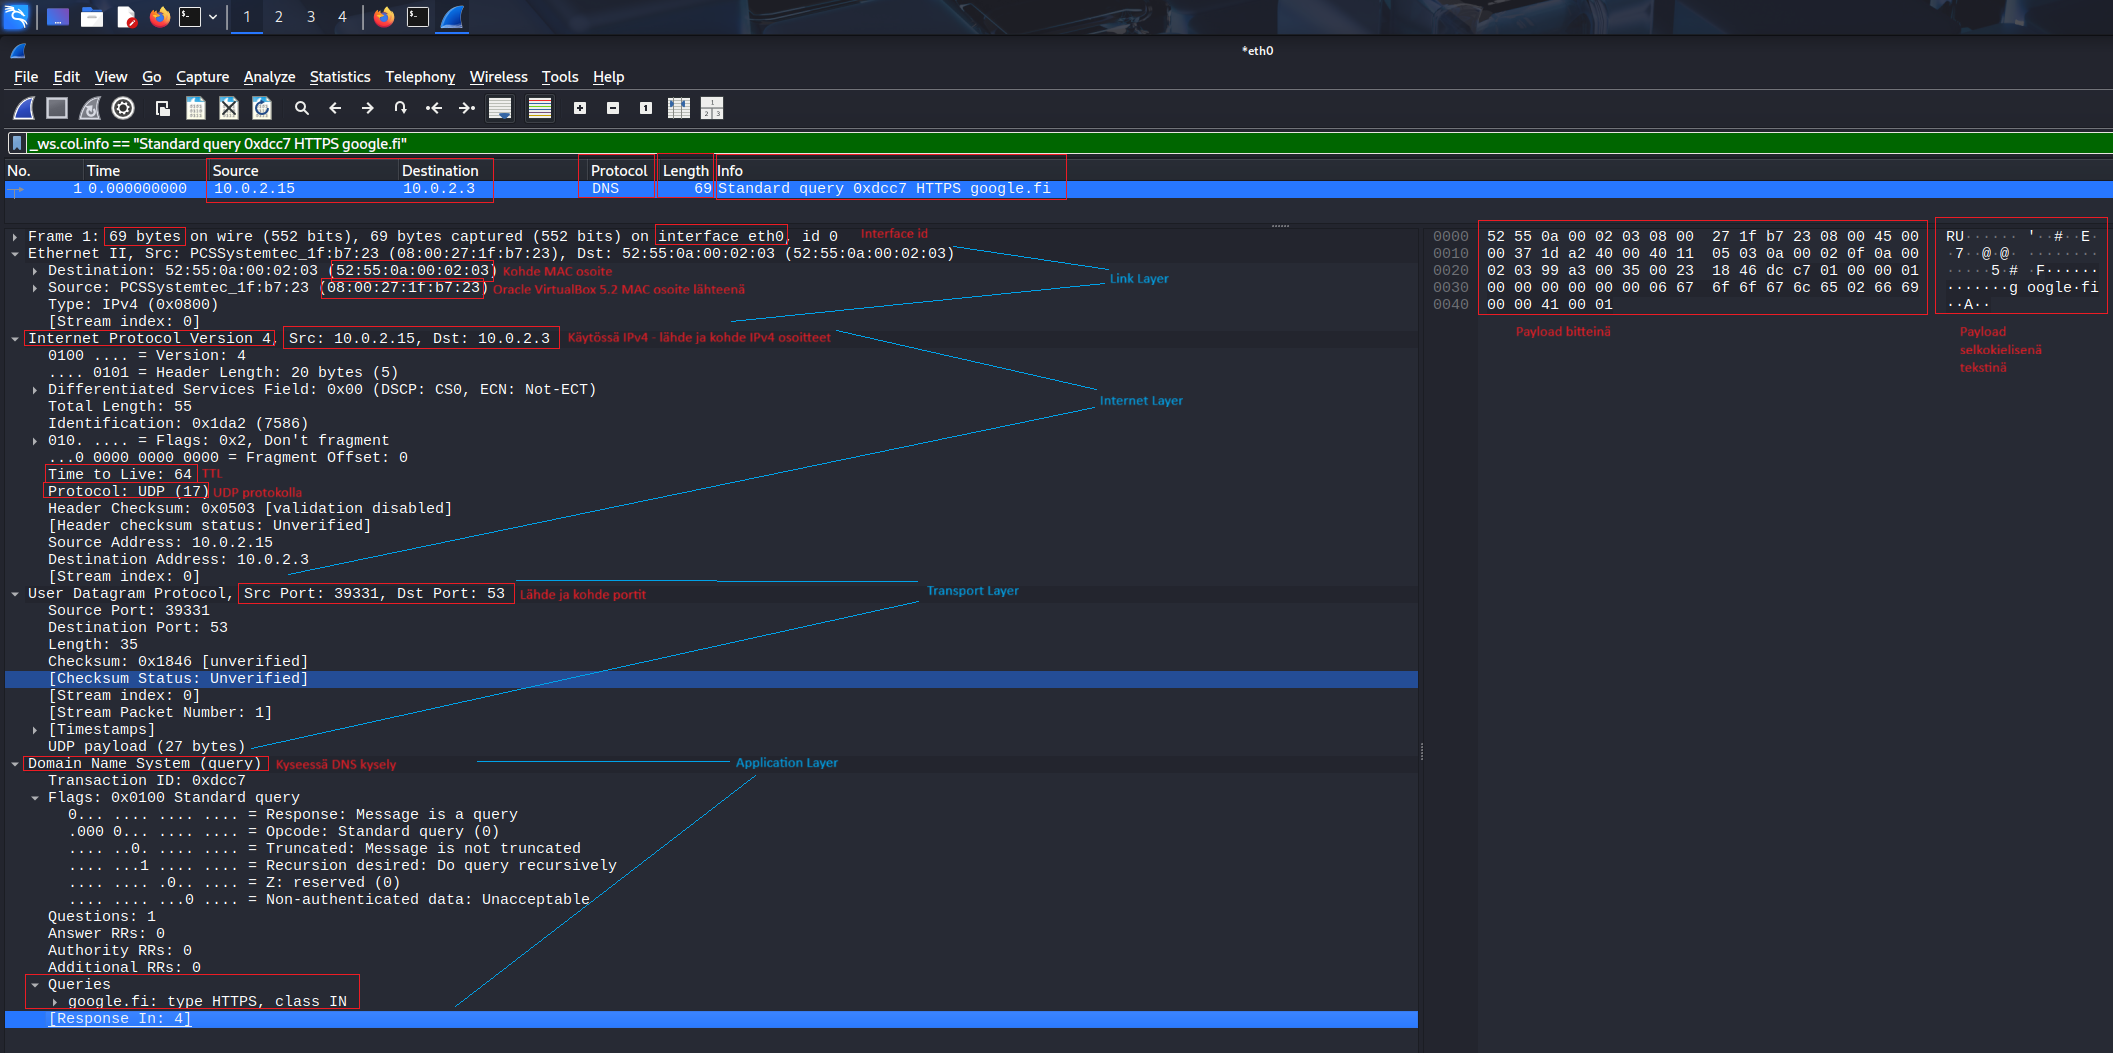 1 2 3 4
*eth0
File Edit View Go Capture Analyze Statistics Telephony Wireless Tools Help
_ws.col.info == "Standard query 0xdcc7 HTTPS google.fi"
No. Time Source Destination Protocol Length Info
1 0.000000000 10.0.2.15 10.0.2.3 DNS 69 Standard query 0xdcc7 HTTPS google.fi
Frame 1: 69 bytes on wire (552 bits), 69 bytes captured (552 bits) on interface eth0, id 0 Interface id
Ethernet II, Src: PCSSystemtec_1f:b7:23 (08:00:27:1f:b7:23), Dst: 52:55:0a:00:02:03 (52:55:0a:00:02:03)
Destination: 52:55:0a:00:02:03 (52:55:0a:00:02:03) Kohde MAC osoite
Link Layer
Source: PCSSystemtec_1f:b7:23 (08:00:27:1f:b7:23) Oracle VirtualBox 5.2 MAC osoite lähteenä
Type: IPv4 (0x0800)
[Stream index: 0]
Internet Protocol Version 4, Src: 10.0.2.15, Dst: 10.0.2.3 Käytössä IPv4 - lähde ja kohde IPv4 osoitteet
0100 .... = Version: 4
.... 0101 = Header Length: 20 bytes (5)
Differentiated Services Field: 0x00 (DSCP: CS0, ECN: Not-ECT)
Internet Layer
Total Length: 55
Identification: 0x1da2 (7586)
010. .... = Flags: 0x2, Don't fragment
...0 0000 0000 0000 = Fragment Offset: 0
Time to Live: 64 TTL
Protocol: UDP (17) UDP protokolla
Header Checksum: 0x0503 [validation disabled]
[Header checksum status: Unverified]
Source Address: 10.0.2.15
Destination Address: 10.0.2.3
[Stream index: 0]
User Datagram Protocol, Src Port: 39331, Dst Port: 53 Lähde ja kohde portit
Transport Layer
Source Port: 39331
Destination Port: 53
Length: 35
Checksum: 0x1846 [unverified]
[Checksum Status: Unverified]
[Stream index: 0]
[Stream Packet Number: 1]
[Timestamps]
UDP payload (27 bytes)
Domain Name System (query) Kyseessä DNS kysely
Application Layer
Transaction ID: 0xdcc7
Flags: 0x0100 Standard query
0... .... .... .... = Response: Message is a query
.000 0... .... .... = Opcode: Standard query (0)
.... ..0. .... .... = Truncated: Message is not truncated
.... ...1 .... .... = Recursion desired: Do query recursively
.... .... .0.. .... = Z: reserved (0)
.... .... ...0 .... = Non-authenticated data: Unacceptable
Questions: 1
Answer RRs: 0
Authority RRs: 0
Additional RRs: 0
Queries
google.fi: type HTTPS, class IN
[Response In: 4]
0000 52 55 0a 00 02 03 08 00 27 1f b7 23 08 00 45 00 RU······ '··#··E·
0010 00 37 1d a2 40 00 40 11 05 03 0a 00 02 0f 0a 00 ·7··@·@· ········
0020 02 03 99 a3 00 35 00 23 18 46 dc c7 01 00 00 01 ·····5·# ·F······
0030 00 00 00 00 00 00 06 67 6f 6f 67 6c 65 02 66 69 ·······g oogle·fi
0040 00 00 41 00 01 ··A··
Payload bitteinä
Payload
selkokielisenä
tekstinä